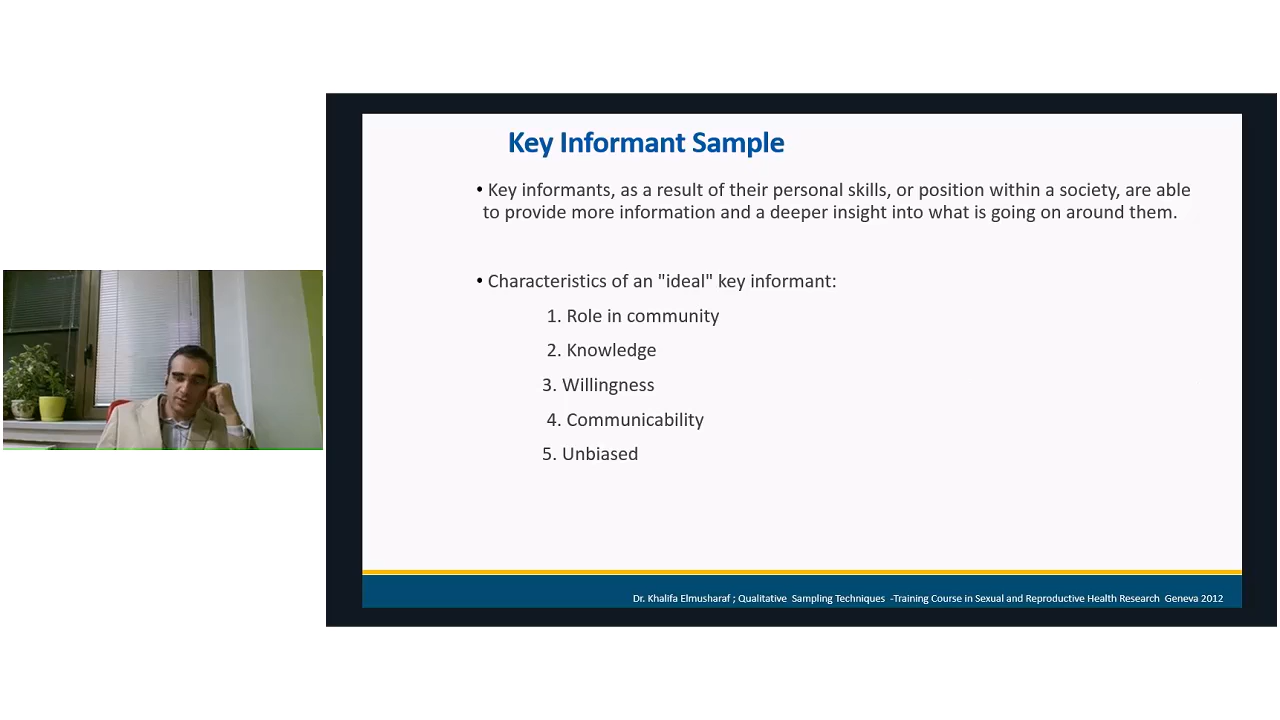 Key Informant Sample
• Key informants, as a result of their personal skills, or position within a society, are able
to provide more information and a deeper insight into what is going on around them.
• Characteristics of an "ideal" key informant:
1. Role in community
2. Knowledge
3. Willingness
4. Communicability
5. Unbiased
Dr. Khalifa Elmusharaf ; Qualitative Sampling Techniques -Training Course in Sexual and Reproductive Health Research Geneva 2012